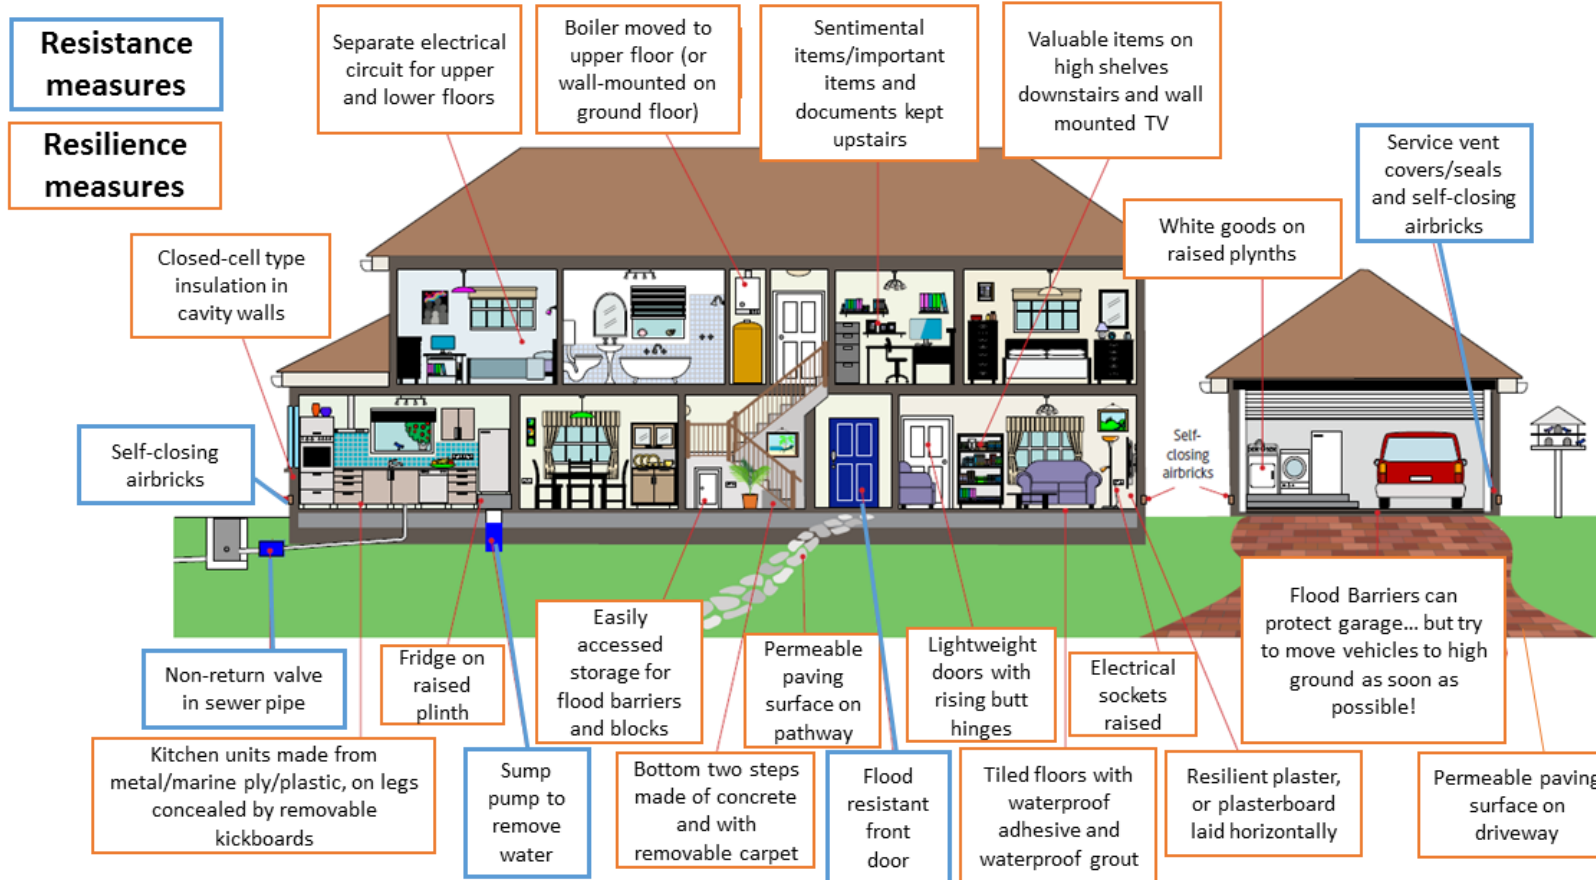 Resistance
measures
Resilience
measures
Separate electrical
circuit for upper
and lower floors
Boiler moved to
upper floor (or
wall-mounted on
ground floor)
Sentimental
items/important
items and
documents kept
upstairs
Valuable items on
high shelves
downstairs and wall
mounted TV
Service vent
covers/seals
and self-closing
airbricks
White goods on
raised plynths
Closed-cell type
insulation in
cavity walls
Self-closing
airbricks
Self-
closing
airbricks
Non-return valve
in sewer pipe
Fridge on
raised
plinth
Easily
accessed
storage for
flood barriers
and blocks
Permeable
paving
surface on
pathway
Lightweight
doors with
rising butt
hinges
Electrical
sockets
raised
Flood Barriers can
protect garage... but try
to move vehicles to high
ground as soon as
possible!
Kitchen units made from
metal/marine ply/plastic, on legs
concealed by removable
kickboards
Sump
pump to
remove
water
Bottom two steps
made of concrete
and with
removable carpet
Flood
resistant
front
door
Tiled floors with
waterproof
adhesive and
waterproof grout
Resilient plaster,
or plasterboard
laid horizontally
Permeable paving
surface on
driveway